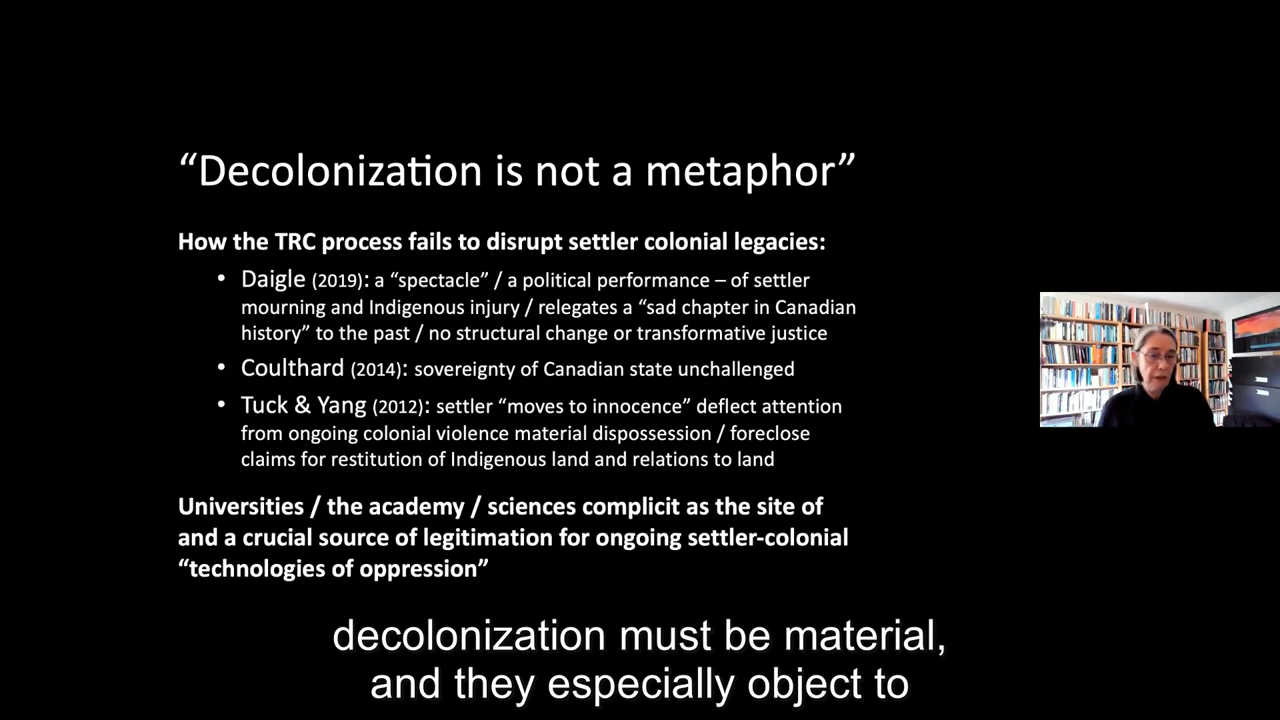 “Decolonization is not a metaphor”
How the TRC process fails to disrupt settler colonial legacies:
• Daigle (2019): a “spectacle” / a political performance – of settler
mourning and Indigenous injury / relegates a “sad chapter in Canadian
history” to the past / no structural change or transformative justice
• Coulthard (2014): sovereignty of Canadian state unchallenged
• Tuck & Yang (2012): settler “moves to innocence” deflect attention
from ongoing colonial violence material dispossession / foreclose
claims for restitution of Indigenous land and relations to land
Universities / the academy / sciences complicit as the site of
and a crucial source of legitimation for ongoing settler-colonial
“technologies of oppression”
decolonization must be material,
and they especially object to